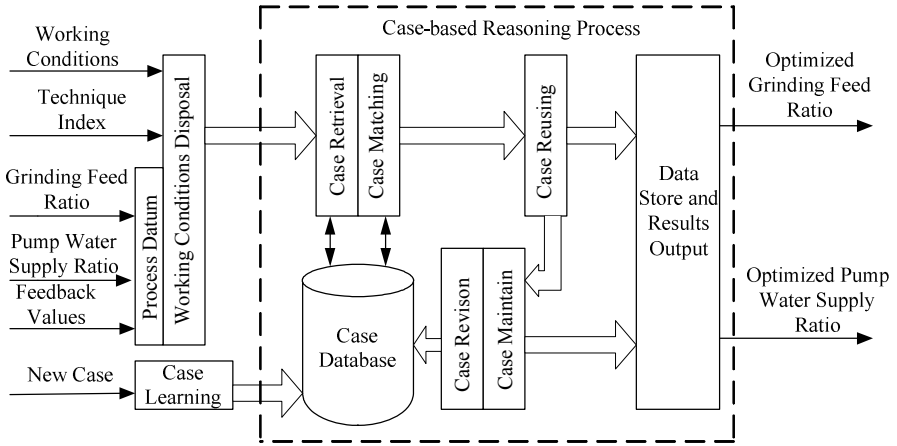 Case-based Reasoning Process
Working
Conditions
Technique
Index
Grinding Feed
Ratio
Pump Water
Supply Ratio
Feedback
Values
New Case
Process Datum
Working Conditions Disposal
Case
Learning
Case Retrieval
Case Matching
Case
Database
Case Reusing
Case Revison
Case Maintain
Data
Store and
Results
Output
Optimized
Grinding Feed
Ratio
Optimized Pump
Water Supply
Ratio